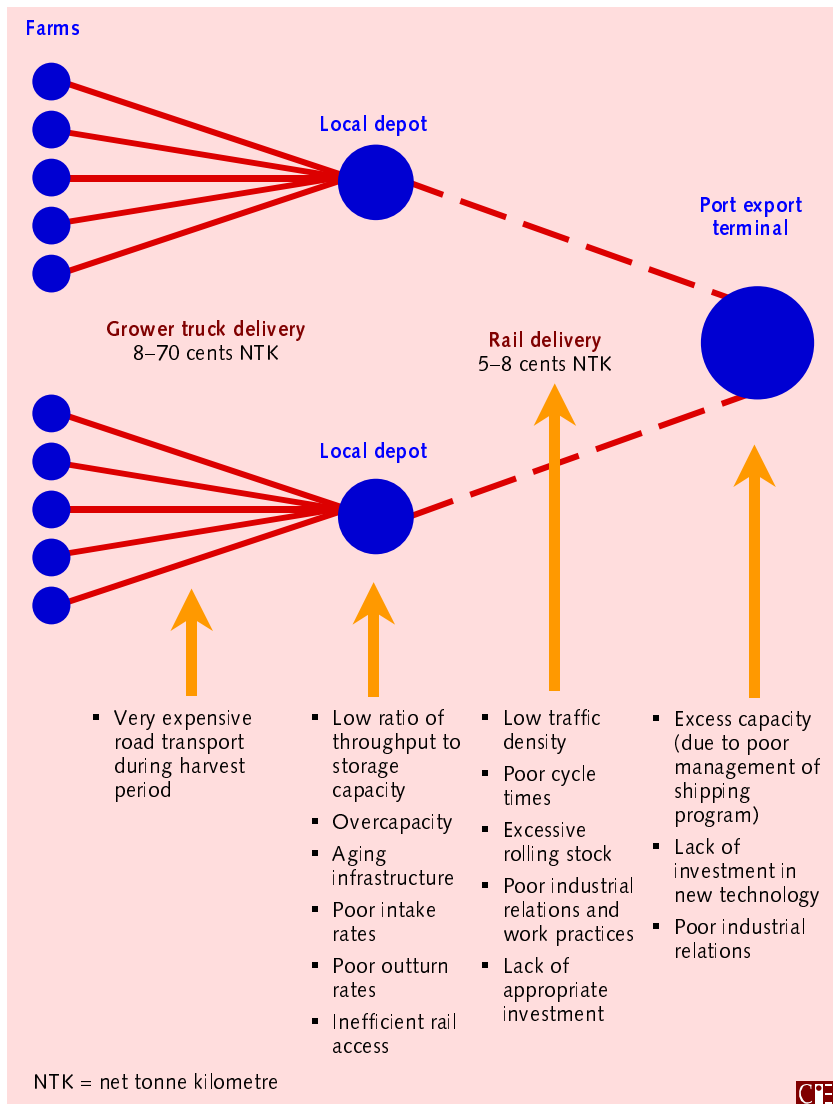 Farms
Local depot
Port export
terminal
Grower truck delivery
8–70 cents NTK
Rail delivery
5–8 cents NTK
Local depot
▪ Very expensive
road transport
during harvest
period
▪ Low ratio of
throughput to
storage
capacity
▪ Overcapacity
▪ Aging
infrastructure
▪ Poor intake
rates
▪ Poor outturn
rates
▪ Inefficient rail
access
▪ Low traffic
density
▪ Poor cycle
times
▪ Excessive
rolling stock
▪ Poor industrial
relations and
work practices
▪ Lack of
appropriate
investment
▪ Excess capacity
(due to poor
management of
shipping
program)
▪ Lack of
investment in
new technology
▪ Poor industrial
relations
NTK = net tonne kilometre
CIE